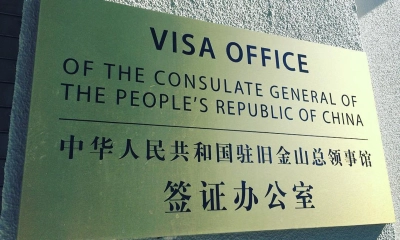 VISA OFFICE
OF THE CONSULATE GENERAL OF
THE PEOPLE'S REPUBLIC OF CHINA
中华人民共和国驻旧金山总领事馆
签证办公室